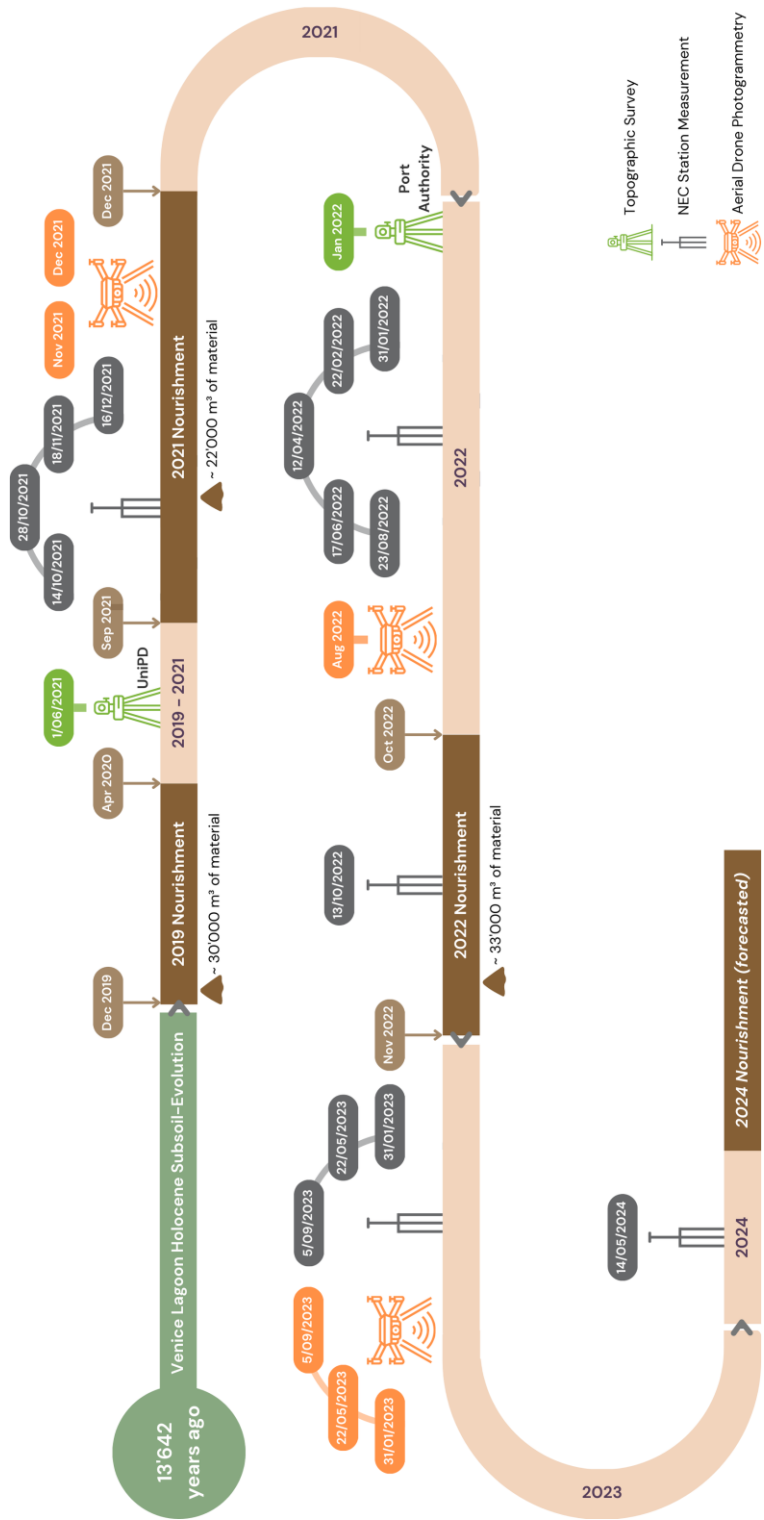 13'642
years ago
Venice Lagoon Holocene Subsoil-Evolution
Dec 2019
2019 Nourishment
~ 30'000 m³ of material
Apr 2020
1/06/2021
UniPD
2019 - 2021
Sep 2021
14/10/2021
28/10/2021
18/11/2021
16/12/2021
Nov 2021
Dec 2021
2021 Nourishment
~ 22'000 m³ of material
Dec 2021
2021
Jan 2022
Port
Authority
31/01/2022
22/02/2022
12/04/2022
17/06/2022
23/08/2022
2022
Aug 2022
Oct 2022
13/10/2022
2022 Nourishment
~ 33'000 m³ of material
Nov 2022
31/01/2023
22/05/2023
5/09/2023
5/09/2023
22/05/2023
31/01/2023
2023
14/05/2024
2024
2024 Nourishment (forecasted)
Topographic Survey
NEC Station Measurement
Aerial Drone Photogrammetry